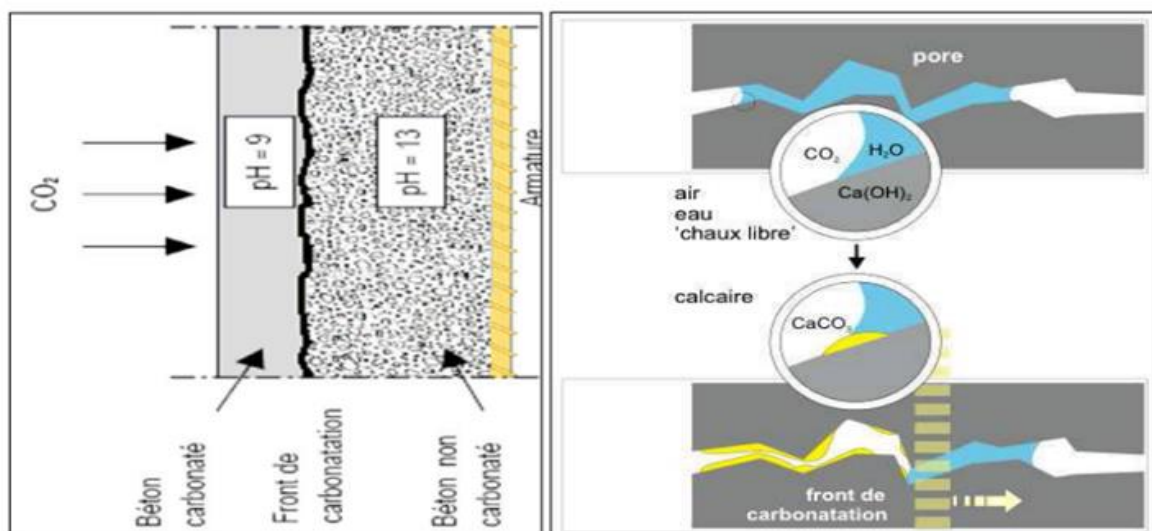 CO₂
pH = 9
pH = 13
Armature
Béton
carbonaté
Front de
carbonatation
Béton non
carbonaté
pore
CO₂
H₂O
Ca(OH)₂
air
eau
'chaux libre'
calcaire
CaCO₃
front de
carbonatation